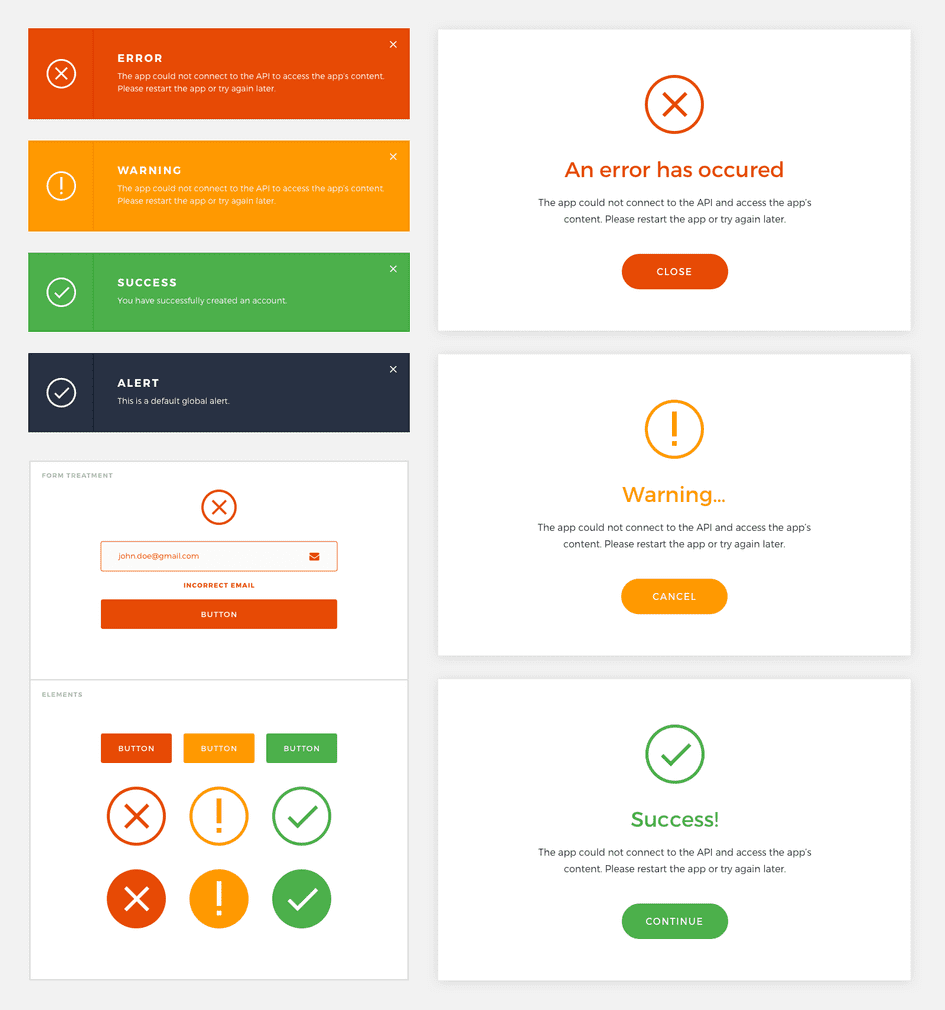 ERROR
The app could not connect to the API to access the app's content.
Please restart the app or try again later.
WARNING
The app could not connect to the API to access the app's content.
Please restart the app or try again later.
SUCCESS
You have successfully created an account.
ALERT
This is a default global alert.
FORM TREATMENT
john.doe@gmail.com
INCORRECT EMAIL
BUTTON
ELEMENTS
BUTTON BUTTON BUTTON
An error has occured
The app could not connect to the API and access the app's
content. Please restart the app or try again later.
CLOSE
Warning...
The app could not connect to the API and access the app's
content. Please restart the app or try again later.
CANCEL
Success!
The app could not connect to the API and access the app's
content. Please restart the app or try again later.
CONTINUE